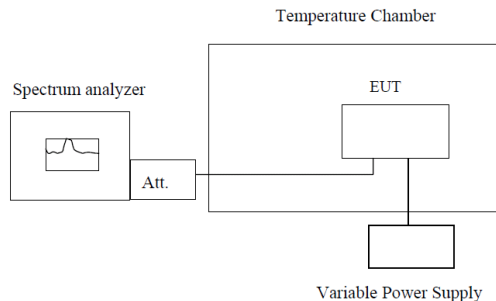 Temperature Chamber
Spectrum analyzer
EUT
Att.
Variable Power Supply